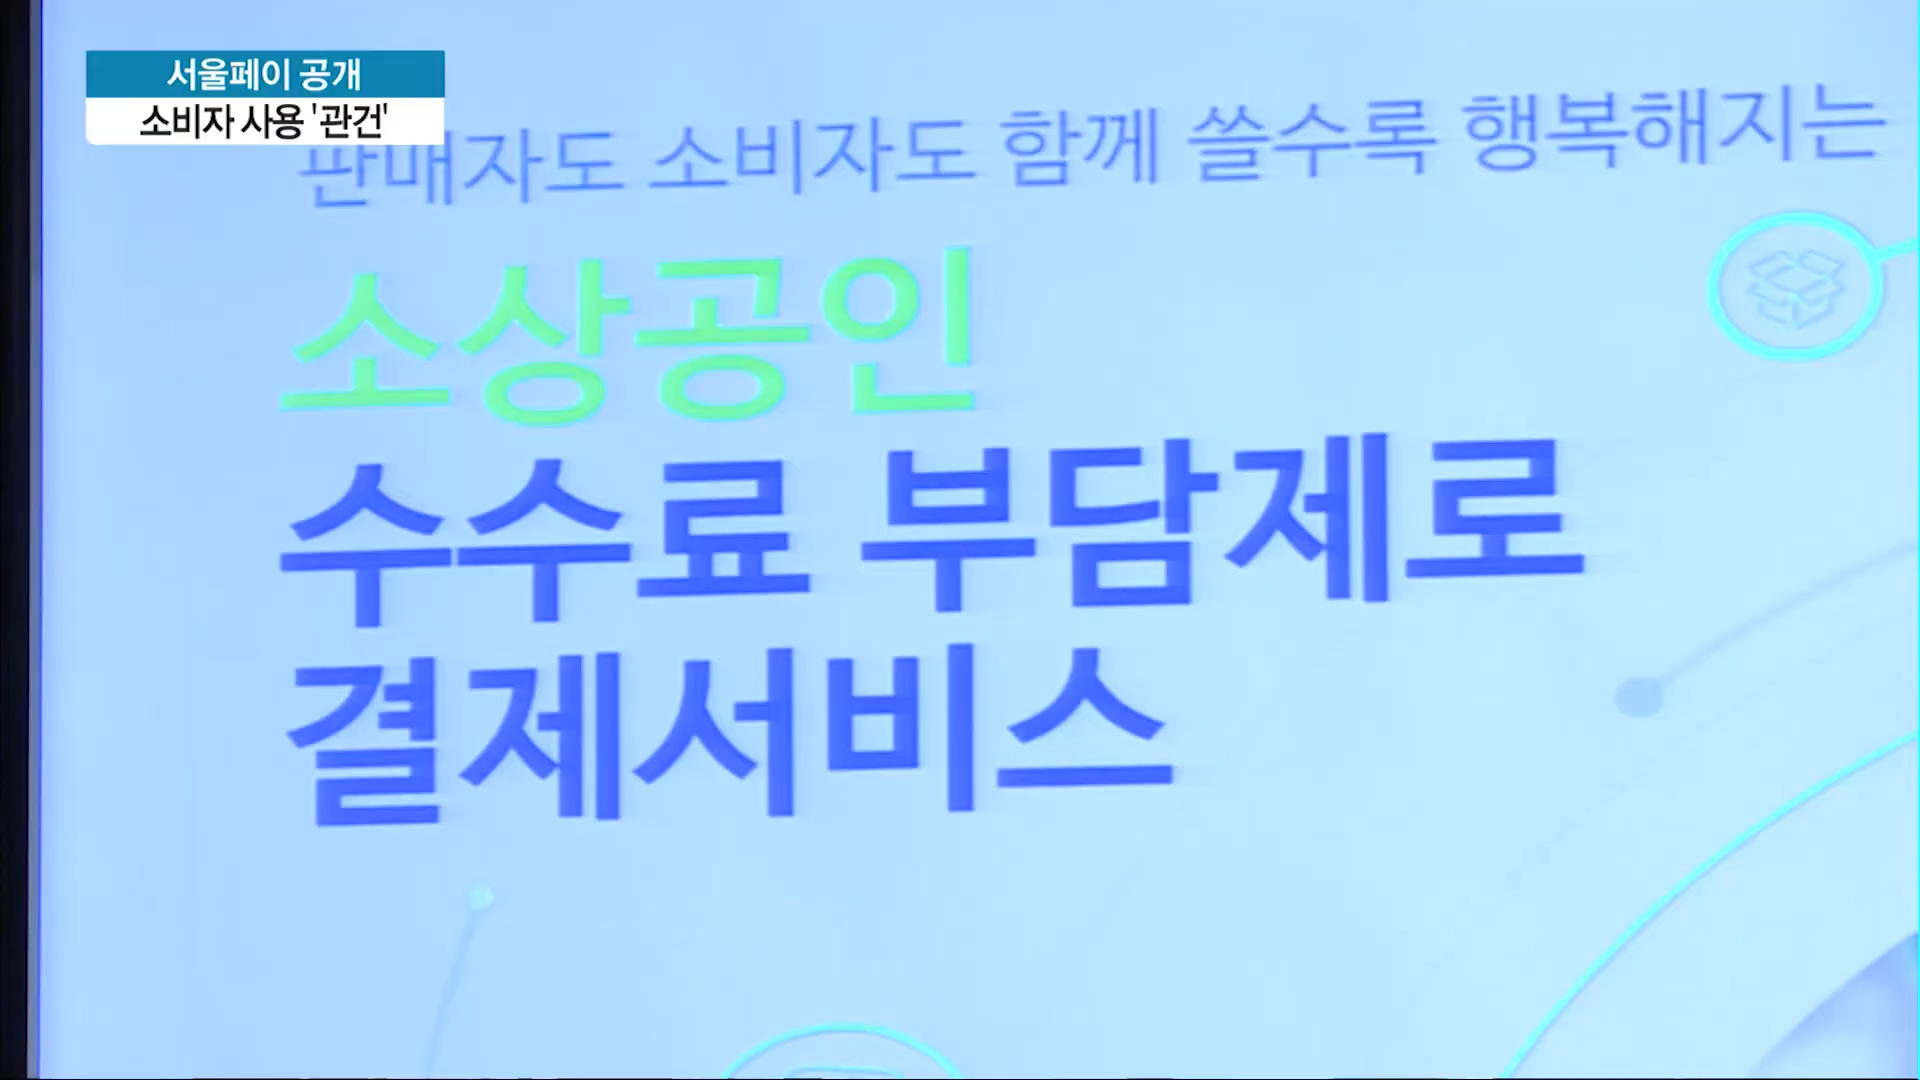 서울페이 공개
소비자 사용 '관건'
판매자도 소비자도 함께 쓸수록 행복해지는
소상공인
수수료 부담제로
결제서비스